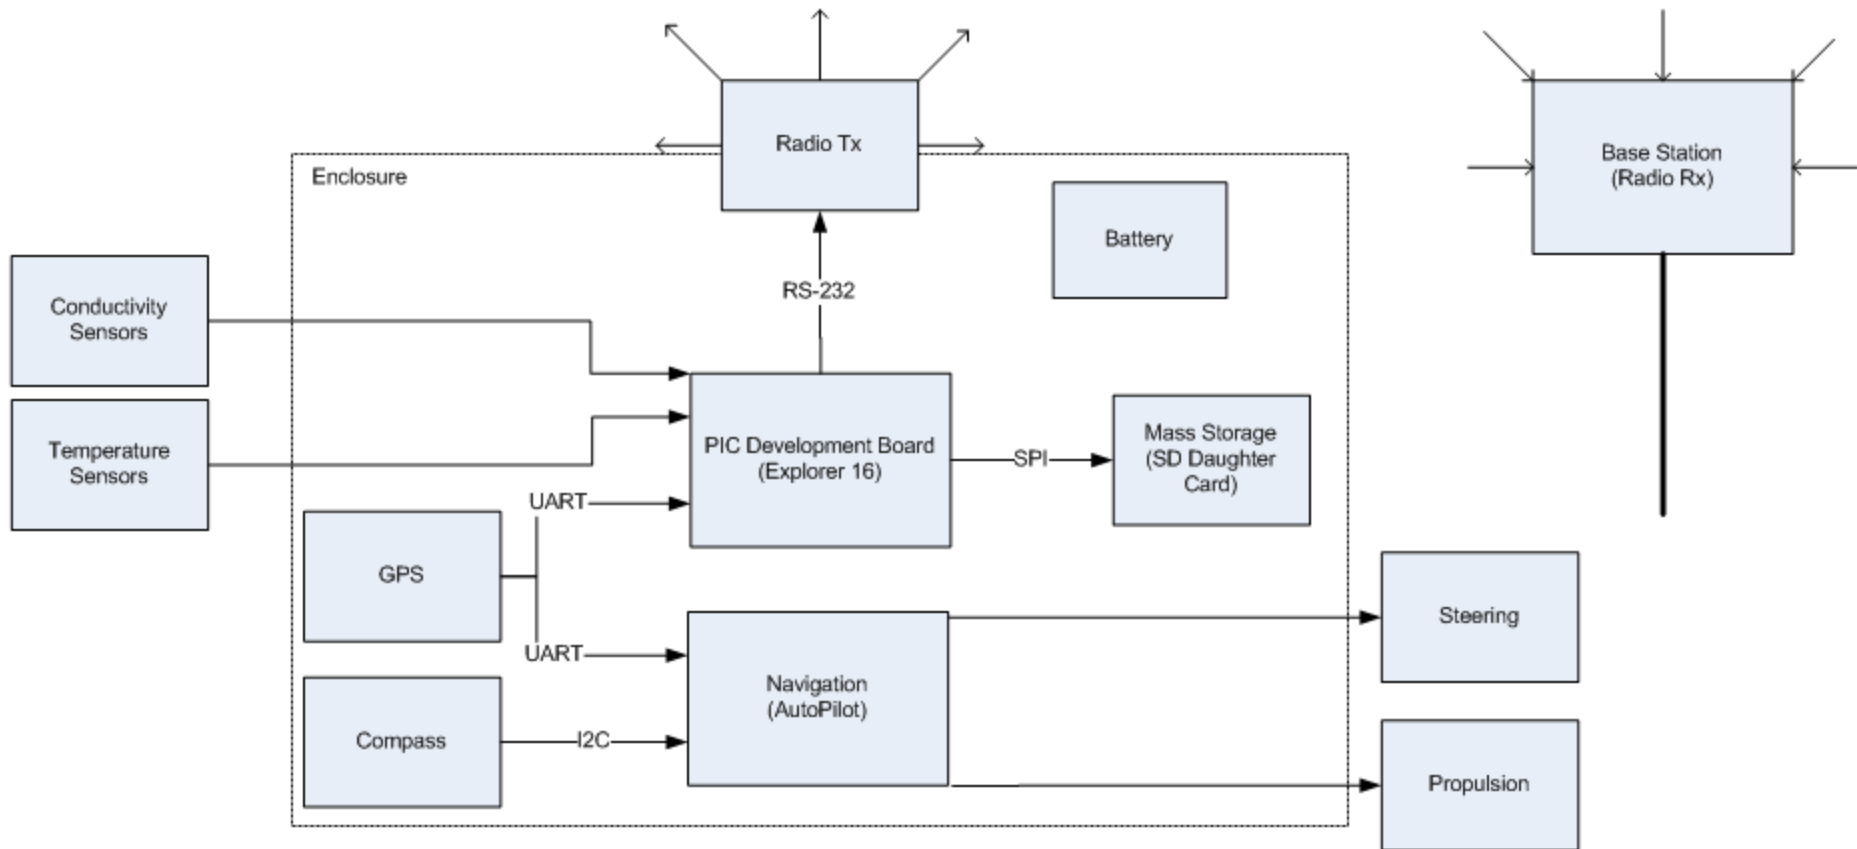 Radio Tx
Base Station
(Radio Rx)
Enclosure
Battery
Conductivity
Sensors
RS-232
Temperature
Sensors
PIC Development Board
(Explorer 16)
SPI
Mass Storage
(SD Daughter
Card)
UART
GPS
UART
Navigation
(AutoPilot)
Steering
Compass
I2C
Propulsion